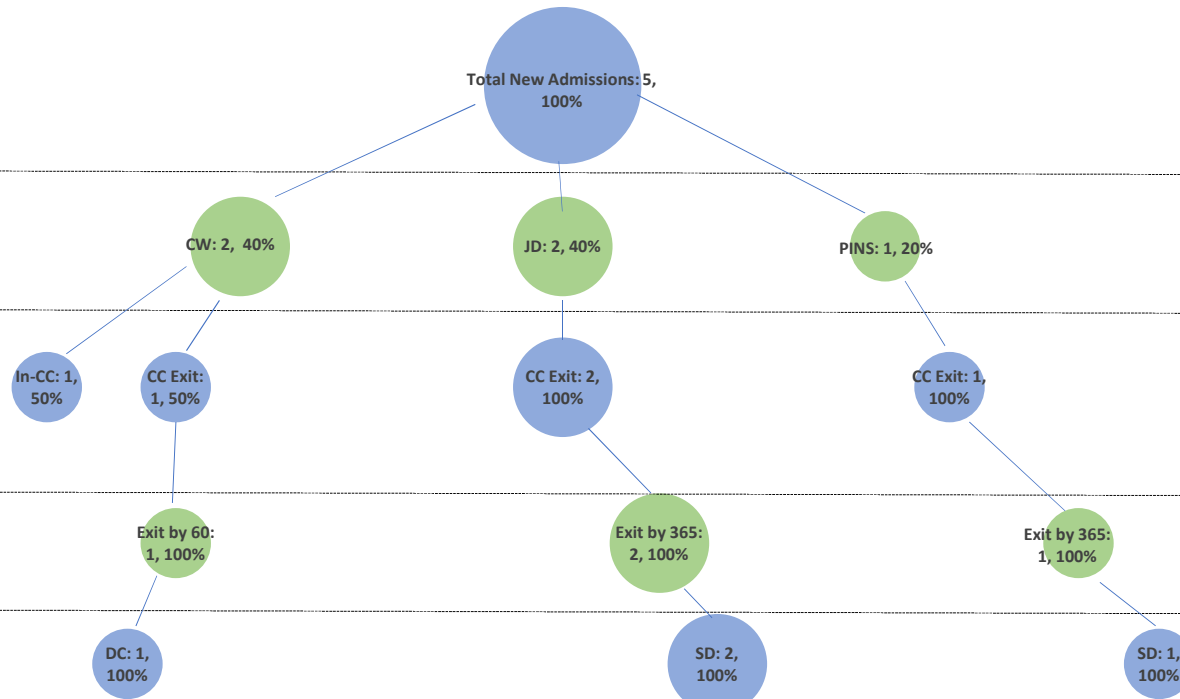 Total New Admissions: 5,
100%
CW: 2,  40%
JD: 2, 40%
PINS: 1, 20%
In-CC: 1,
50%
CC Exit:
1, 50%
CC Exit: 2,
100%
CC Exit: 1,
100%
Exit by 60:
1, 100%
Exit by 365:
2, 100%
Exit by 365:
1, 100%
DC: 1,
100%
SD: 2,
100%
SD: 1,
100%